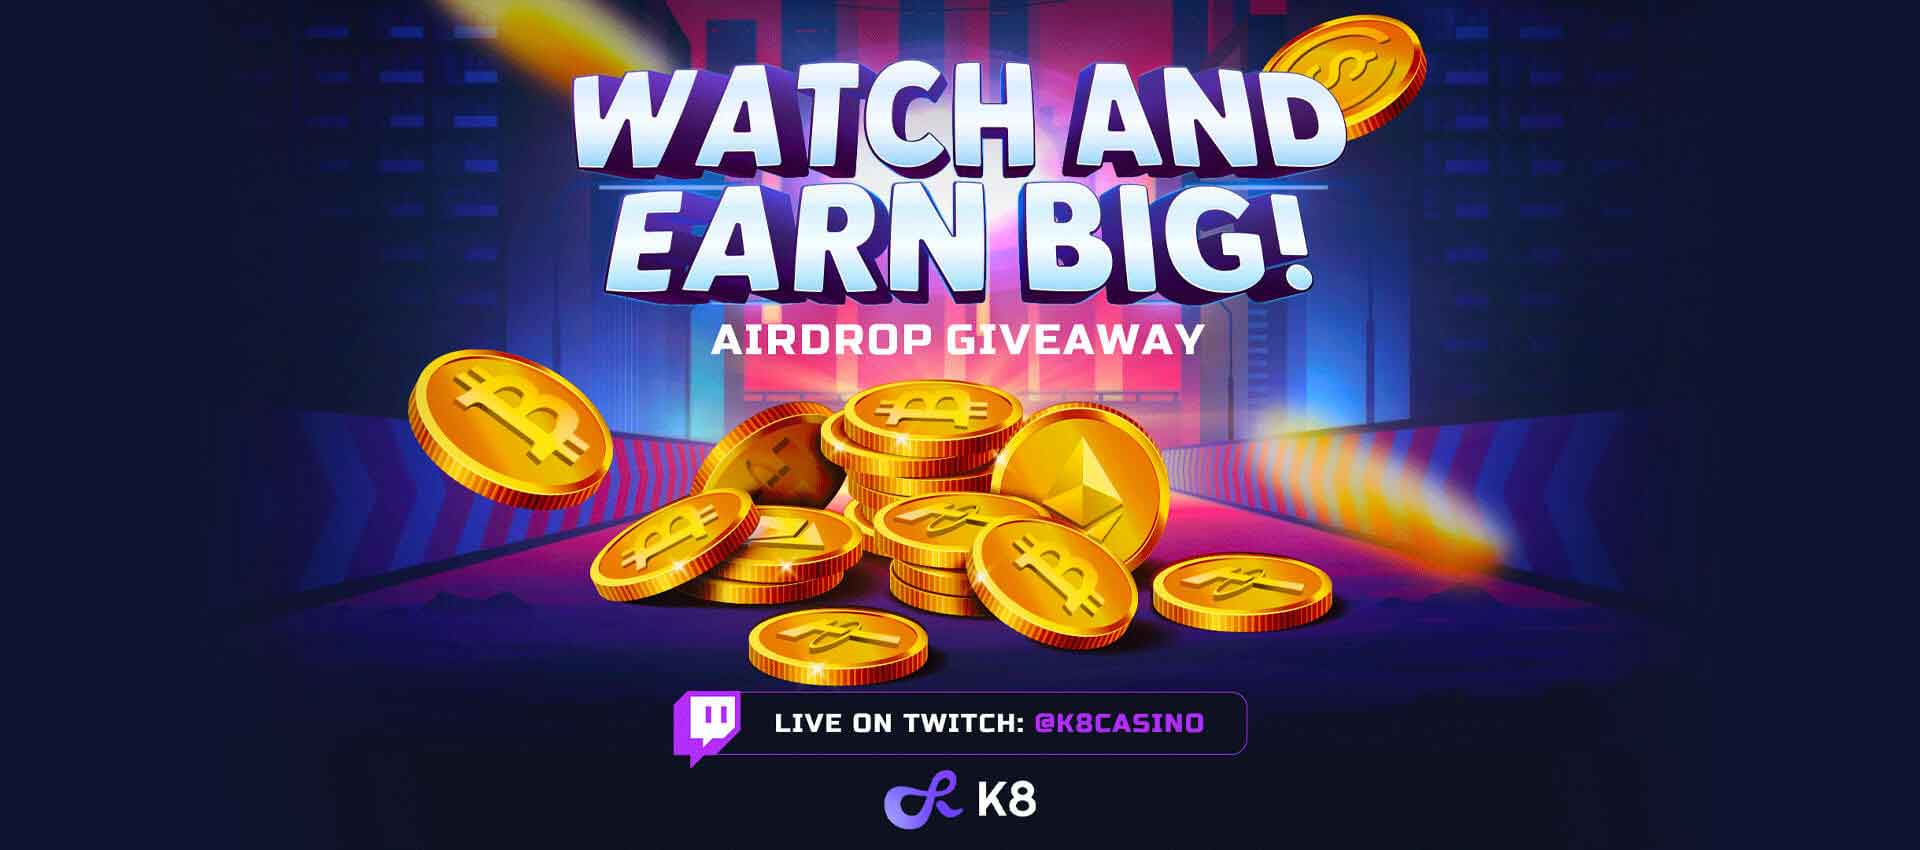 WATCH AND
EARN BIG!
AIRDROP GIVEAWAY
LIVE ON TWITCH: @K8CASINO
K8